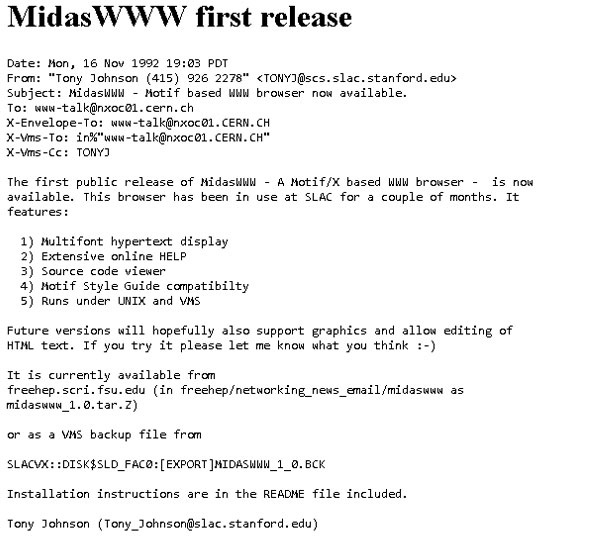 MidasWWW first release
Date: Mon, 16 Nov 1992 19:03 PDT
From: "Tony Johnson (415) 926 2278" <TONYJ@scs.slac.stanford.edu>
Subject: MidasWWW - Motif based WWW browser now available.
To: www-talk@nxoc01.cern.ch
X-Envelope-To: www-talk@nxoc01.CERN.CH
X-Vms-To: in%"www-talk@nxoc01.CERN.CH"
X-Vms-Cc: TONYJ
The first public release of MidasWWW - A Motif/X based WWW browser -  is now
available. This browser has been in use at SLAC for a couple of months. It
features:
1) Multifont hypertext display
2) Extensive online HELP
3) Source code viewer
4) Motif Style Guide compatibilty
5) Runs under UNIX and VMS
Future versions will hopefully also support graphics and allow editing of
HTML text. If you try it please let me know what you think :-)
It is currently available from
freehep.scri.fsu.edu (in freehep/networking_news_email/midaswww as
midaswww_1.0.tar.Z)
or as a VMS backup file from
SLACVX::DISK$SLD_FAC0:[EXPORT]MIDASWWW_1_0.BCK
Installation instructions are in the README file included.
Tony Johnson (Tony_Johnson@slac.stanford.edu)